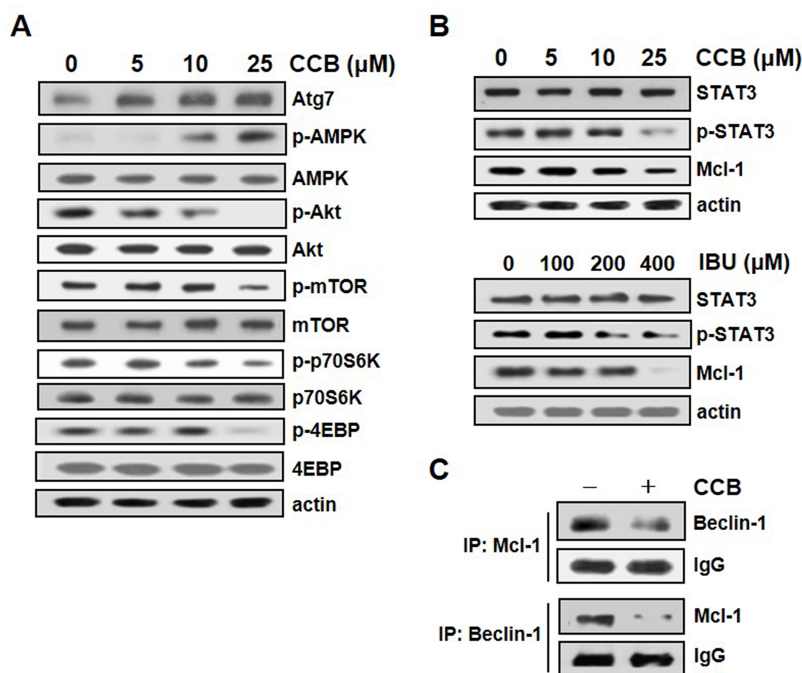 A
0 5 10 25 CCB (µM)
Atg7
p-AMPK
AMPK
p-Akt
Akt
p-mTOR
mTOR
p-p70S6K
p70S6K
p-4EBP
4EBP
actin
B
0 5 10 25 CCB (µM)
STAT3
p-STAT3
Mcl-1
actin
0 100 200 400 IBU (µM)
STAT3
p-STAT3
Mcl-1
actin
C
− + CCB
IP: Mcl-1
Beclin-1
IgG
IP: Beclin-1
Mcl-1
IgG